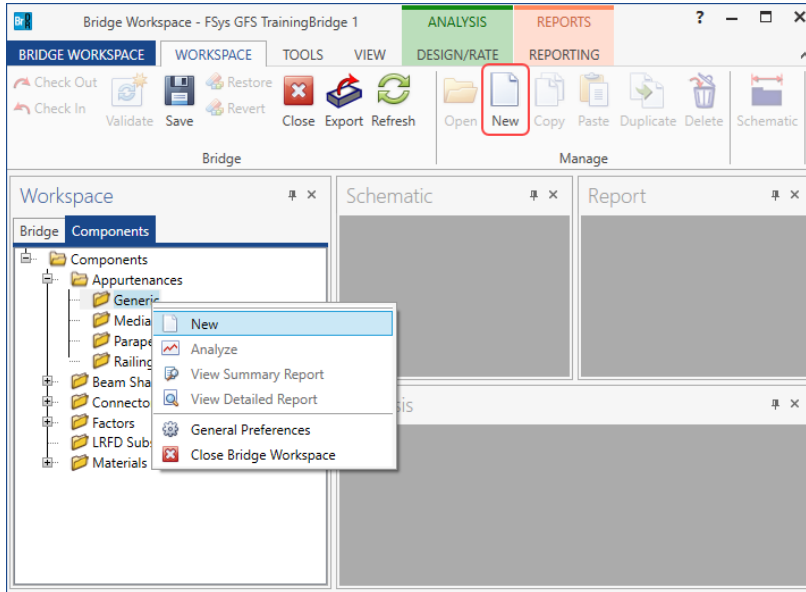 Br Bridge Workspace - FSys GFS TrainingBridge 1 ANALYSIS REPORTS ?
BRIDGE WORKSPACE WORKSPACE TOOLS VIEW DESIGN/RATE REPORTING
Check Out Restore
Check In Revert
Validate Save Close Export Refresh Open New Copy Paste Duplicate Delete Schematic
Bridge Manage
Workspace Schematic Report
Bridge Components
Components
Appurtenances
Generic
Media
New
Parape
Analyze
Railing
View Summary Report
Beam Sha
View Detailed Report
Connecto
sis
Factors
General Preferences
LRFD Subs
Close Bridge Workspace
Materials